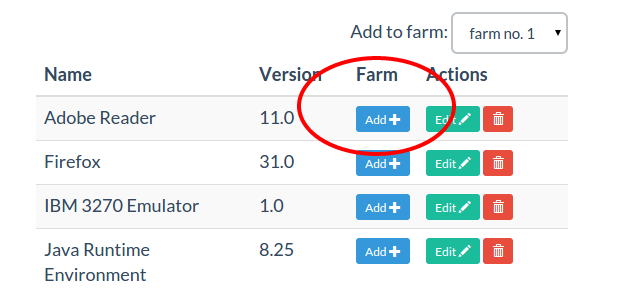 Add to farm: farm no. 1
Name Version Farm Actions
Adobe Reader 11.0 Add Edit
Firefox 31.0 Add Edit
IBM 3270 Emulator 1.0 Add Edit
Java Runtime 8.25 Add Edit
Environment